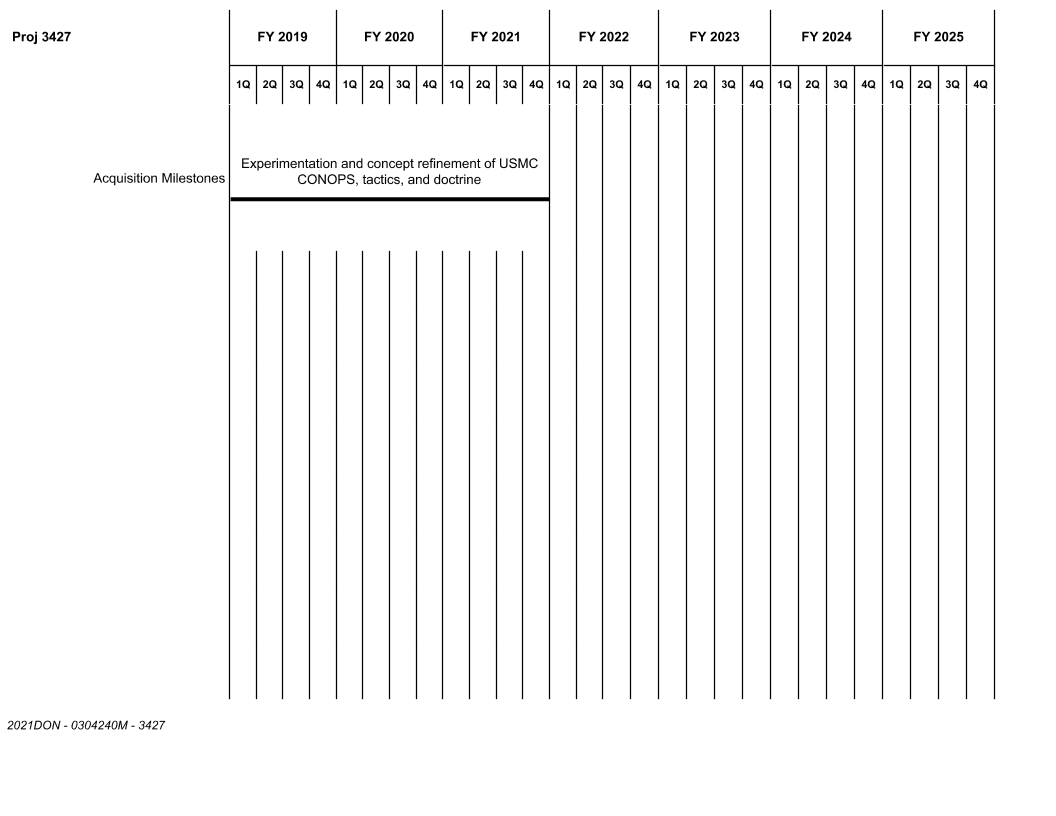 Proj 3427 FY 2019 FY 2020 FY 2021 FY 2022 FY 2023 FY 2024 FY 2025
1Q 2Q 3Q 4Q 1Q 2Q 3Q 4Q 1Q 2Q 3Q 4Q 1Q 2Q 3Q 4Q 1Q 2Q 3Q 4Q 1Q 2Q 3Q 4Q 1Q 2Q 3Q 4Q
Experimentation and concept refinement of USMC
CONOPS, tactics, and doctrine
Acquisition Milestones
2021DON - 0304240M - 3427